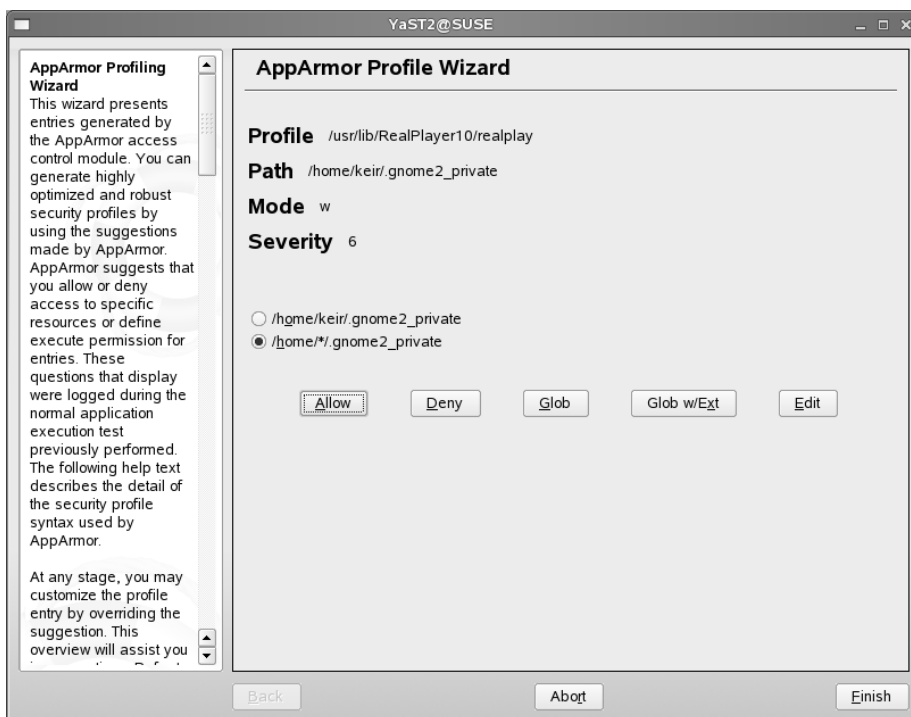 YaST2@SUSE
AppArmor Profiling
Wizard
This wizard presents
entries generated by
the AppArmor access
control module. You can
generate highly
optimized and robust
security profiles by
using the suggestions
made by AppArmor.
AppArmor suggests that
you allow or deny
access to specific
resources or define
execute permission for
entries. These
questions that display
were logged during the
normal application
execution test
previously performed.
The following help text
describes the detail of
the security profile
syntax used by
AppArmor.
At any stage, you may
customize the profile
entry by overriding the
suggestion. This
overview will assist you
AppArmor Profile Wizard
Profile /usr/lib/RealPlayer10/realplay
Path /home/keir/.gnome2_private
Mode w
Severity 6
/home/keir/.gnome2_private
/home/*/.gnome2_private
Allow Deny Glob Glob w/Ext Edit
Back Abort Finish